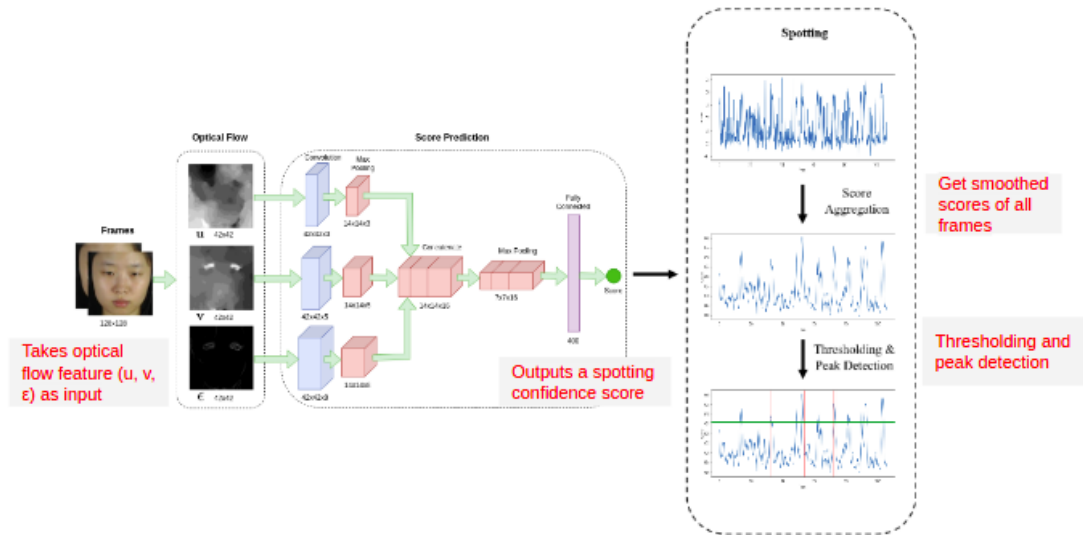 Spotting
Optical Flow
Score Prediction
Convolution
Max
Pooling
Fully
Connected
Score
Aggregation
Get smoothed
scores of all
frames
u
42x42
42x42x3
14x14x3
Frames
Concatenate
Max Pooling
Score
v
42x42
42x42x5
14x14x5
14x14x16
7x7x16
128x128
400
Takes optical
flow feature (u, v,
ε) as input
Outputs a spotting
confidence score
Thresholding &
Peak Detection
Thresholding and
peak detection
ϵ
42x42
42x42x8
14x14x8